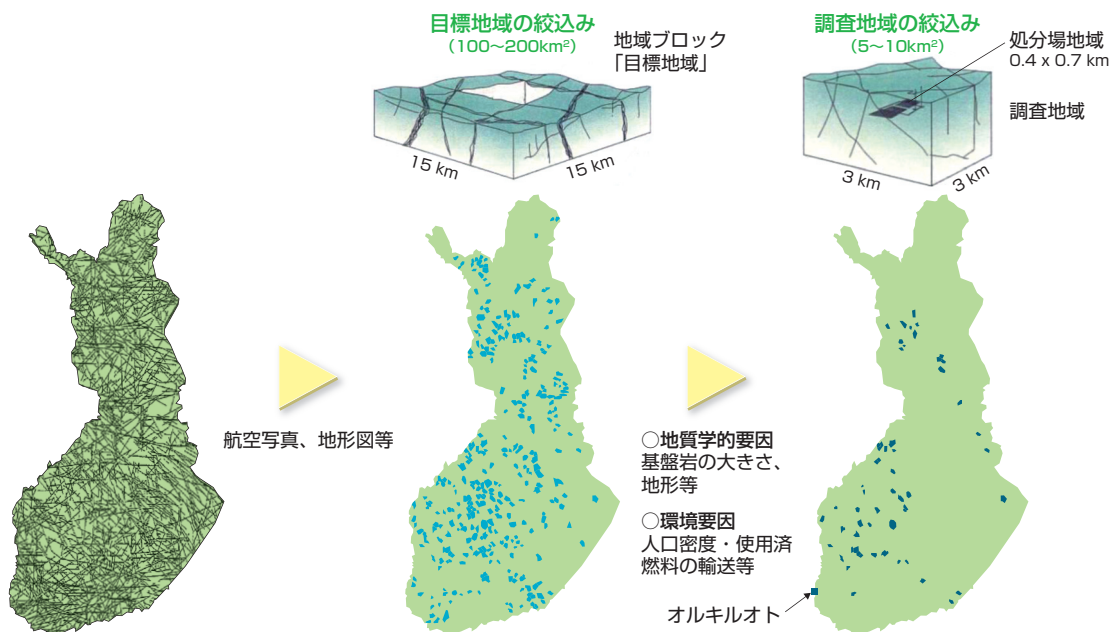 目標地域の絞込み
(100〜200km²)
地域ブロック
「目標地域」
15 km
15 km
調査地域の絞込み
(5〜10km²)
処分場地域
0.4 x 0.7 km
調査地域
3 km
3 km
航空写真、地形図等
○地質学的要因
基盤岩の大きさ、
地形等
○環境要因
人口密度・使用済
燃料の輸送等
オルキルオト